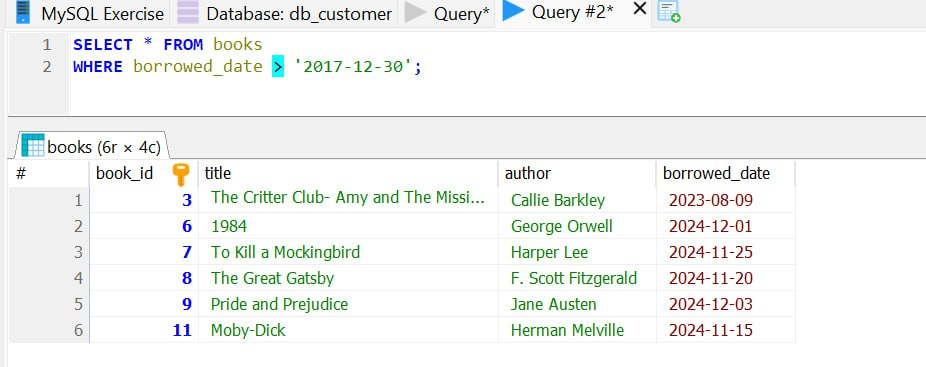 MySQL Exercise Database: db_customer Query* Query #2*
1 SELECT * FROM books
2 WHERE borrowed_date > '2017-12-30';
books (6r × 4c)
# book_id title author borrowed_date
1 3 The Critter Club- Amy and The Missi... Callie Barkley 2023-08-09
2 6 1984 George Orwell 2024-12-01
3 7 To Kill a Mockingbird Harper Lee 2024-11-25
4 8 The Great Gatsby F. Scott Fitzgerald 2024-11-20
5 9 Pride and Prejudice Jane Austen 2024-12-03
6 11 Moby-Dick Herman Melville 2024-11-15